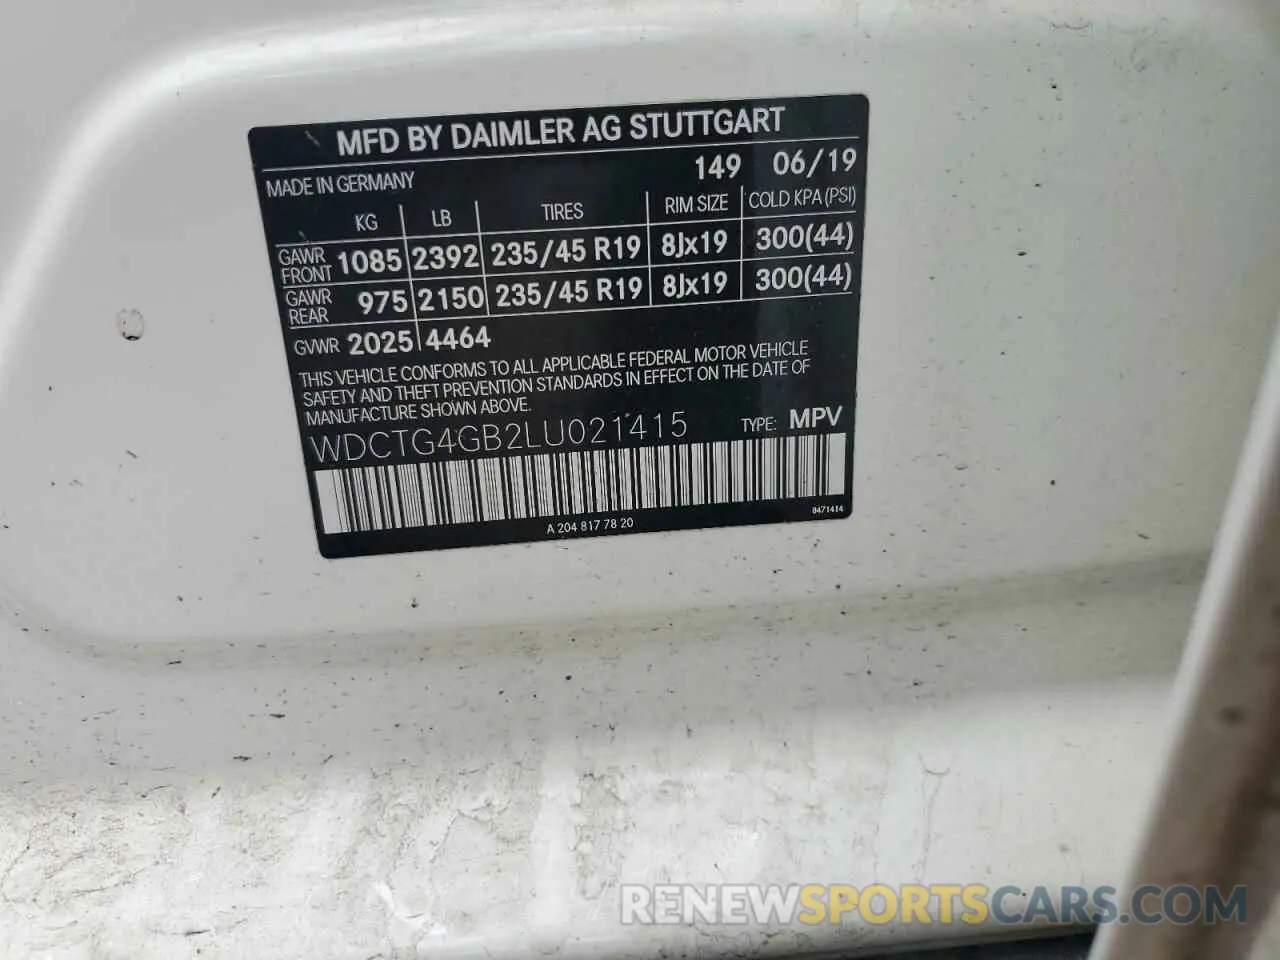 MFD BY DAIMLER AG STUTTGART
MADE IN GERMANY 149 06/19
KG LB TIRES RIM SIZE COLD KPA (PSI)
GAWR FRONT 1085 2392 235/45 R19 8Jx19 300(44)
GAWR REAR 975 2150 235/45 R19 8Jx19 300(44)
GVWR 2025 4464
THIS VEHICLE CONFORMS TO ALL APPLICABLE FEDERAL MOTOR VEHICLE
SAFETY AND THEFT PREVENTION STANDARDS IN EFFECT ON THE DATE OF
MANUFACTURE SHOWN ABOVE.
WDCTG4GB2LU021415 TYPE: MPV
A 204 817 78 20 8471414
RENEWSPORTSCARS.COM